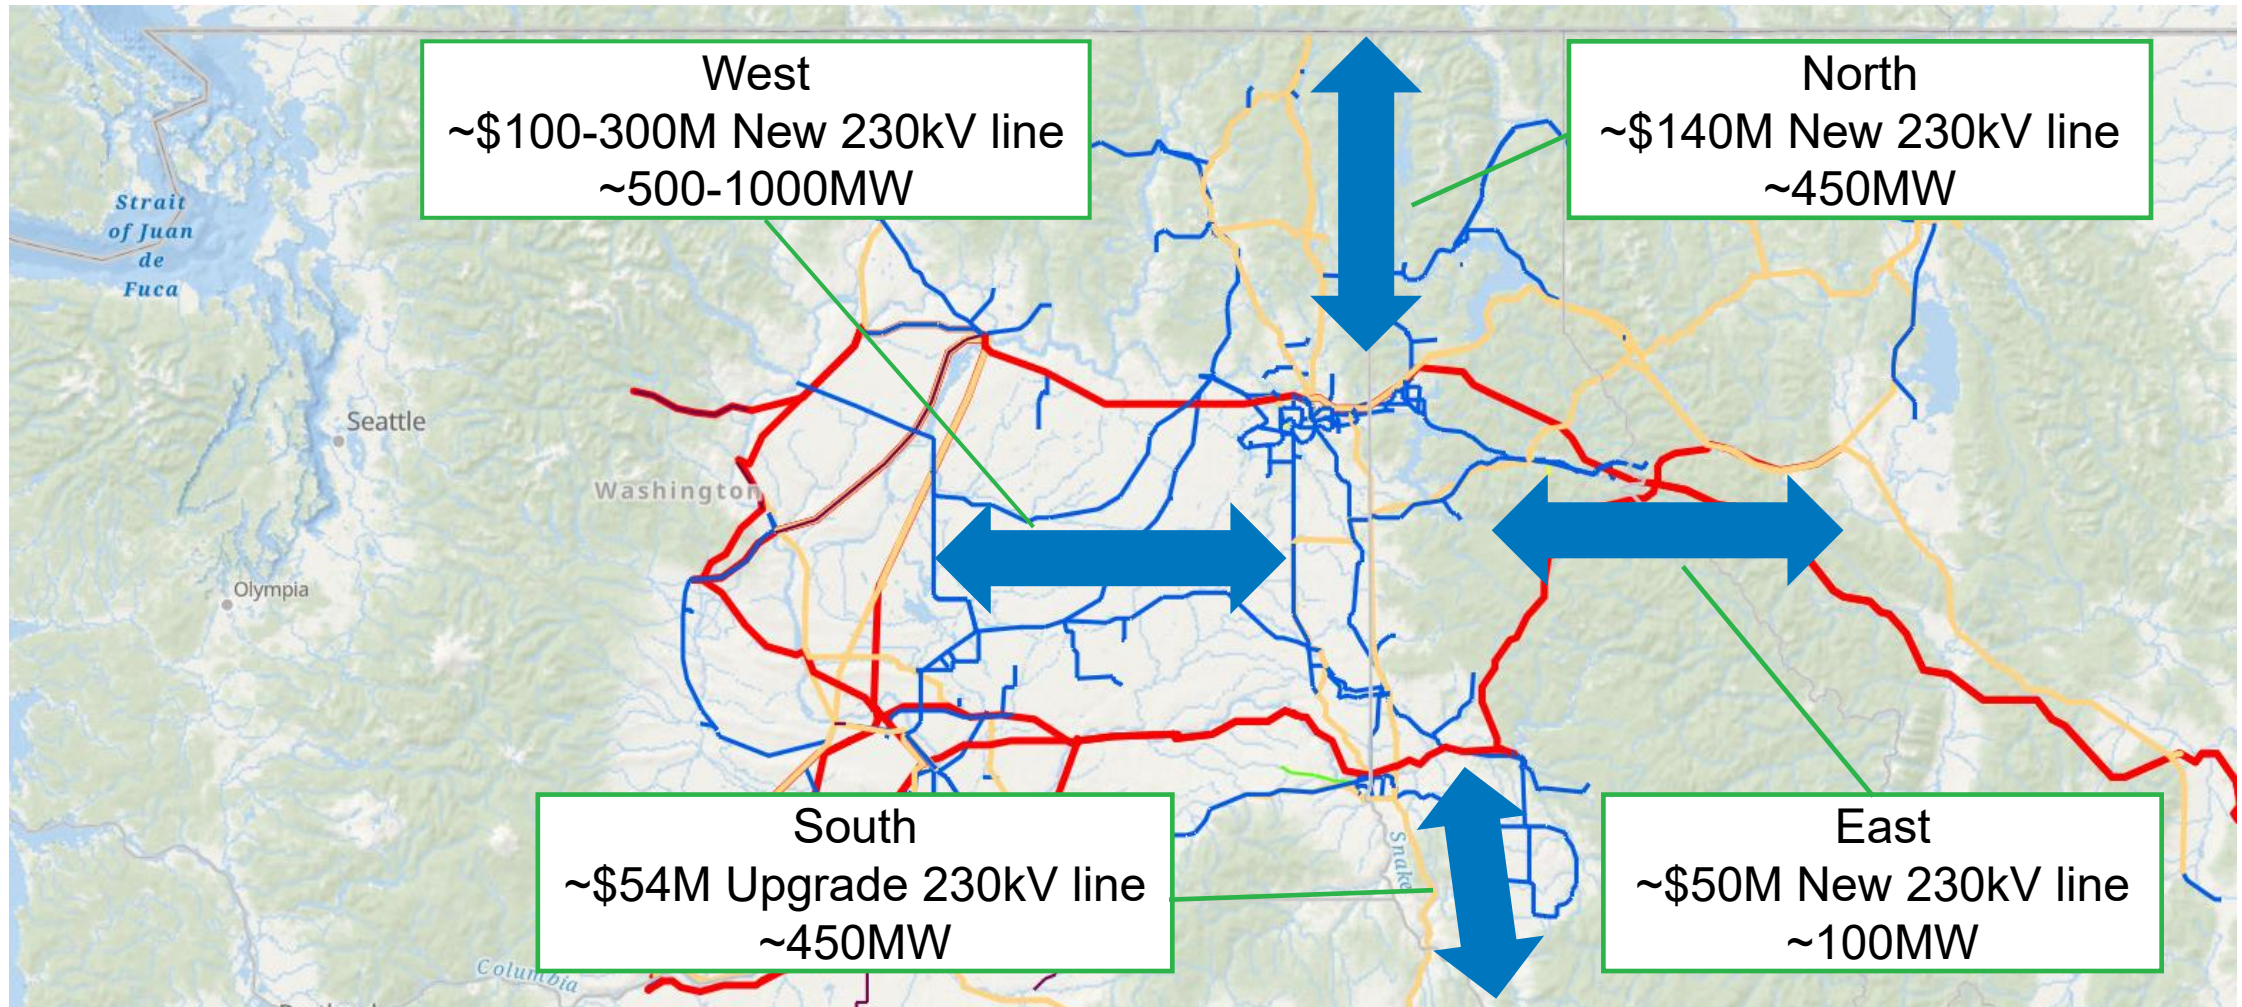 West
~$100-300M New 230kV line
~500-1000MW
North
~$140M New 230kV line
~450MW
Strait
of Juan
de
Fuca
Seattle
Washington
Olympia
South
~$54M Upgrade 230kV line
~450MW
Snake
East
~$50M New 230kV line
~100MW
Columbia